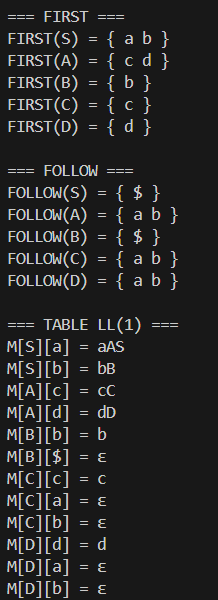 === FIRST ===
FIRST(S) = { a b }
FIRST(A) = { c d }
FIRST(B) = { b }
FIRST(C) = { c }
FIRST(D) = { d }
=== FOLLOW ===
FOLLOW(S) = { $ }
FOLLOW(A) = { a b }
FOLLOW(B) = { $ }
FOLLOW(C) = { a b }
FOLLOW(D) = { a b }
=== TABLE LL(1) ===
M[S][a] = aAS
M[S][b] = bB
M[A][c] = cC
M[A][d] = dD
M[B][b] = b
M[B][$] = ε
M[C][c] = c
M[C][a] = ε
M[C][b] = ε
M[D][d] = d
M[D][a] = ε
M[D][b] = ε